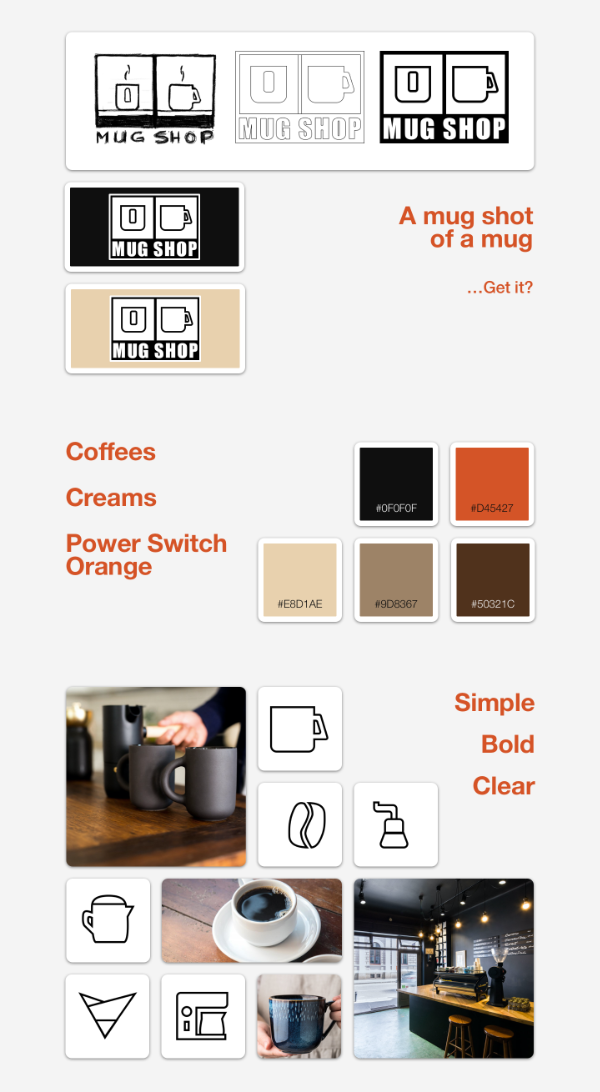 MUG SHOP
MUG SHOP
MUG SHOP
MUG SHOP
A mug shot
of a mug
...Get it?
MUG SHOP
Coffees
Creams
Power Switch
Orange
#0F0F0F
#D45427
#E8D1AE
#9D8367
#50321C
Simple
Bold
Clear